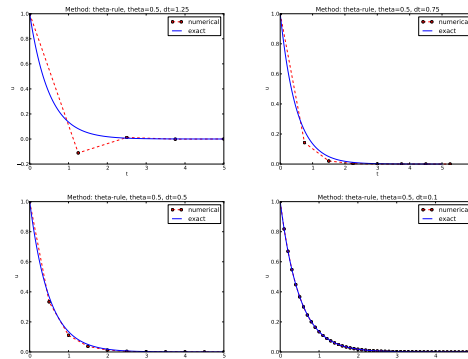 Method: theta-rule, theta=0.5, dt=1.25
1.0
0.8
0.6
0.4
0.2
0.0
−0.2
0 1 2 3 4 5
t
u
numerical
exact
Method: theta-rule, theta=0.5, dt=0.75
1.0
0.8
0.6
0.4
0.2
0.0
0 1 2 3 4 5
t
u
numerical
exact
Method: theta-rule, theta=0.5, dt=0.5
1.0
0.8
0.6
0.4
0.2
0.0
0 1 2 3 4 5
u
numerical
exact
Method: theta-rule, theta=0.5, dt=0.1
1.0
0.8
0.6
0.4
0.2
0.0
0 1 2 3 4
u
numerical
exact